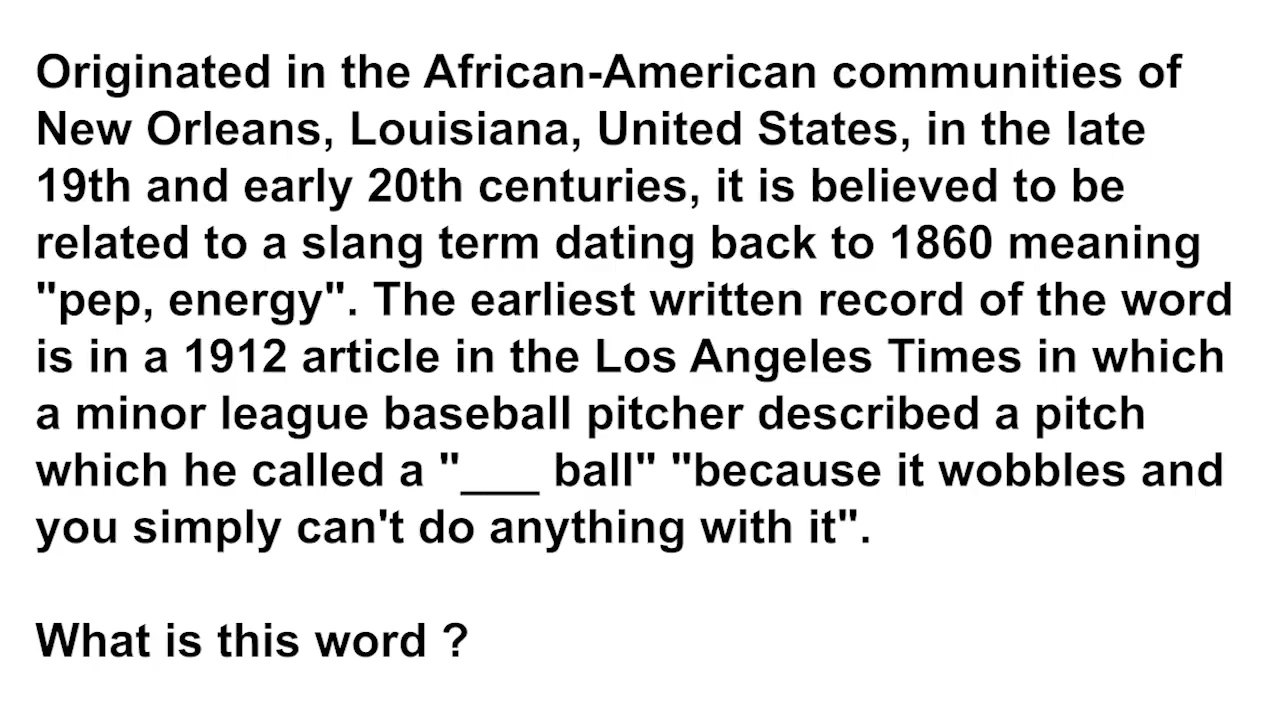 Originated in the African-American communities of
New Orleans, Louisiana, United States, in the late
19th and early 20th centuries, it is believed to be
related to a slang term dating back to 1860 meaning
"pep, energy". The earliest written record of the word
is in a 1912 article in the Los Angeles Times in which
a minor league baseball pitcher described a pitch
which he called a "___ ball" "because it wobbles and
you simply can't do anything with it".
What is this word ?